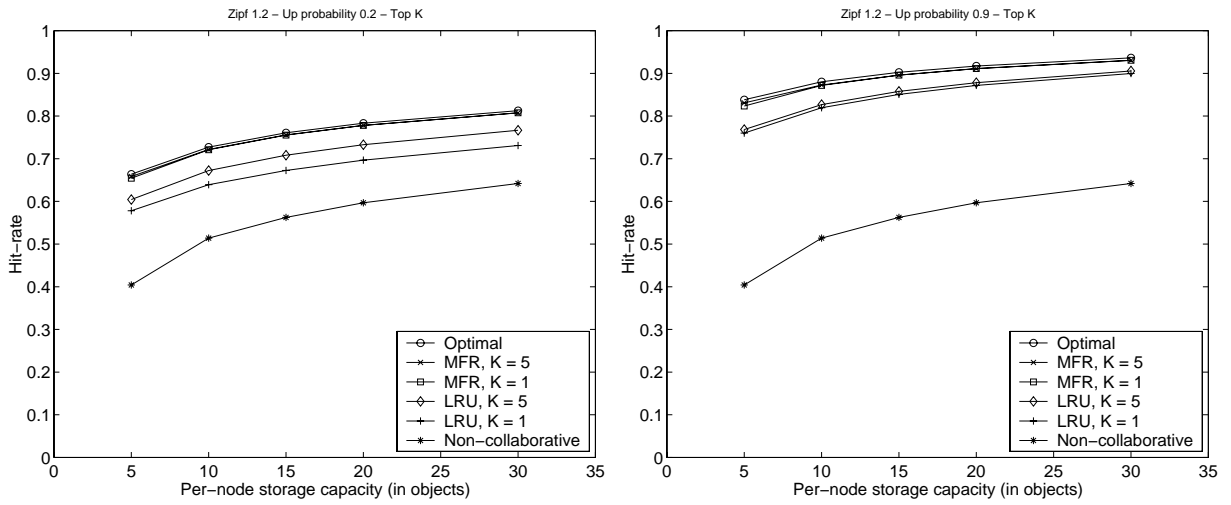 Zipf 1.2 − Up probability 0.2 − Top K
1
0.9
0.8
0.7
0.6
0.5
0.4
0.3
0.2
0.1
0
Hit−rate
Optimal
MFR, K = 5
MFR, K = 1
LRU, K = 5
LRU, K = 1
Non−collaborative
0 5 10 15 20 25 30 35
Per−node storage capacity (in objects)
Zipf 1.2 − Up probability 0.9 − Top K
1
0.9
0.8
0.7
0.6
0.5
0.4
0.3
0.2
0.1
0
Hit−rate
Optimal
MFR, K = 5
MFR, K = 1
LRU, K = 5
LRU, K = 1
Non−collaborative
0 5 10 15 20 25 30 35
Per−node storage capacity (in objects)